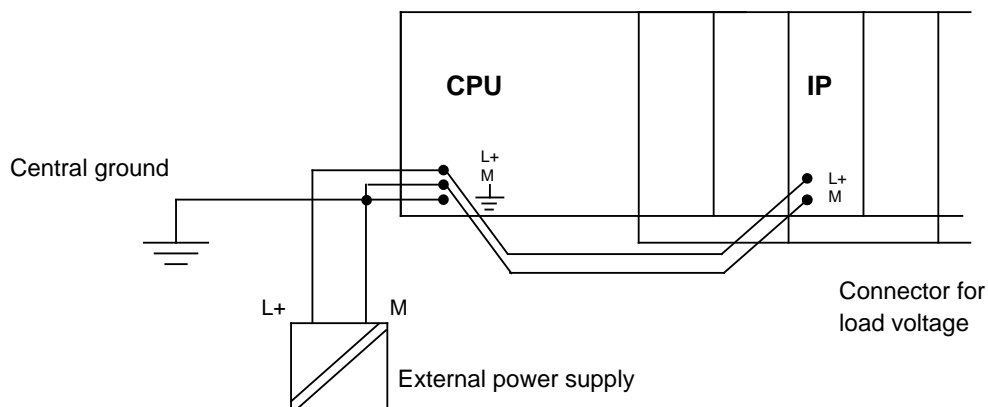 CPU
IP
L+
M
L+
M
Central ground
L+
M
Connector for
load voltage
External power supply